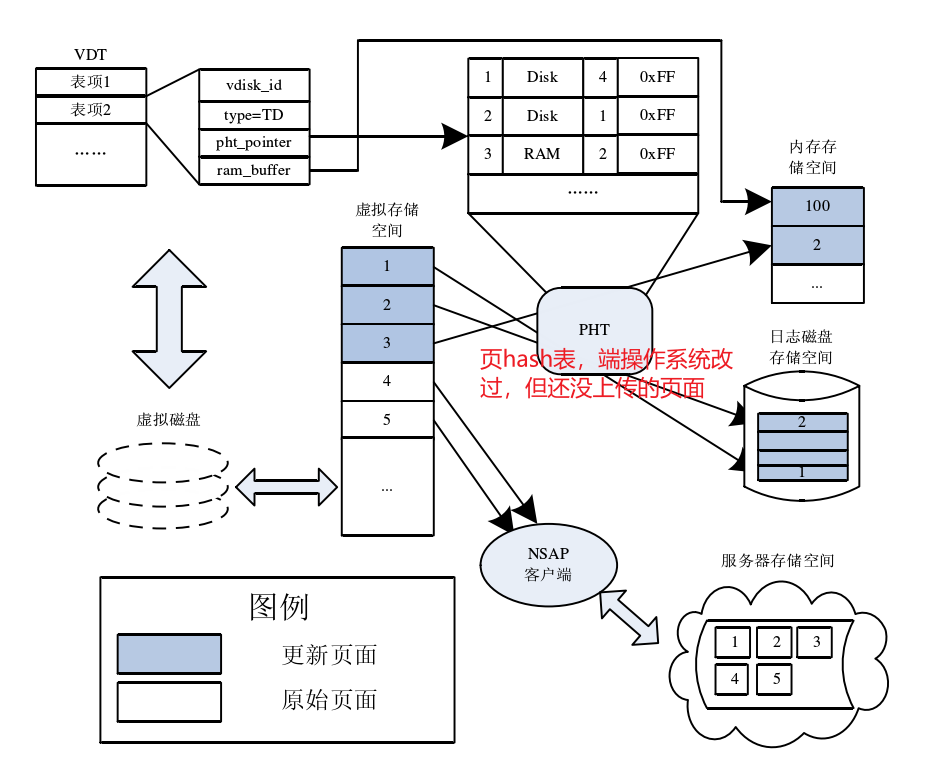 VDT
表项1
表项2
……
vdisk_id
type=TD
pht_pointer
ram_buffer
1 Disk 4 0xFF
2 Disk 1 0xFF
3 RAM 2 0xFF
……
内存存
储空间
100
2
...
虚拟存储
空间
1
2
3
4
5
...
PHT
页hash表，端操作系统改
过，但还没上传的页面
日志磁盘
存储空间
2
1
虚拟磁盘
NSAP
客户端
服务器存储空间
1 2 3
4 5
图例
更新页面
原始页面